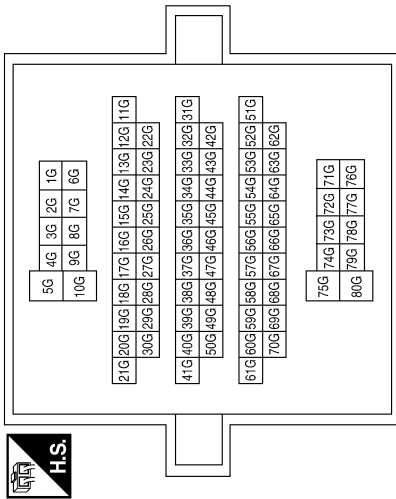 H.S.
5G 4G 3G 2G 1G
10G 9G 8G 7G 6G
21G 20G 19G 18G 17G 16G 15G 14G 13G 12G 11G
30G 29G 28G 27G 26G 25G 24G 23G 22G
41G 40G 39G 38G 37G 36G 35G 34G 33G 32G 31G
50G 49G 48G 47G 46G 45G 44G 43G 42G
61G 60G 59G 58G 57G 56G 55G 54G 53G 52G 51G
70G 69G 68G 67G 66G 65G 64G 63G 62G
75G 74G 73G 72G 71G
80G 79G 78G 77G 76G